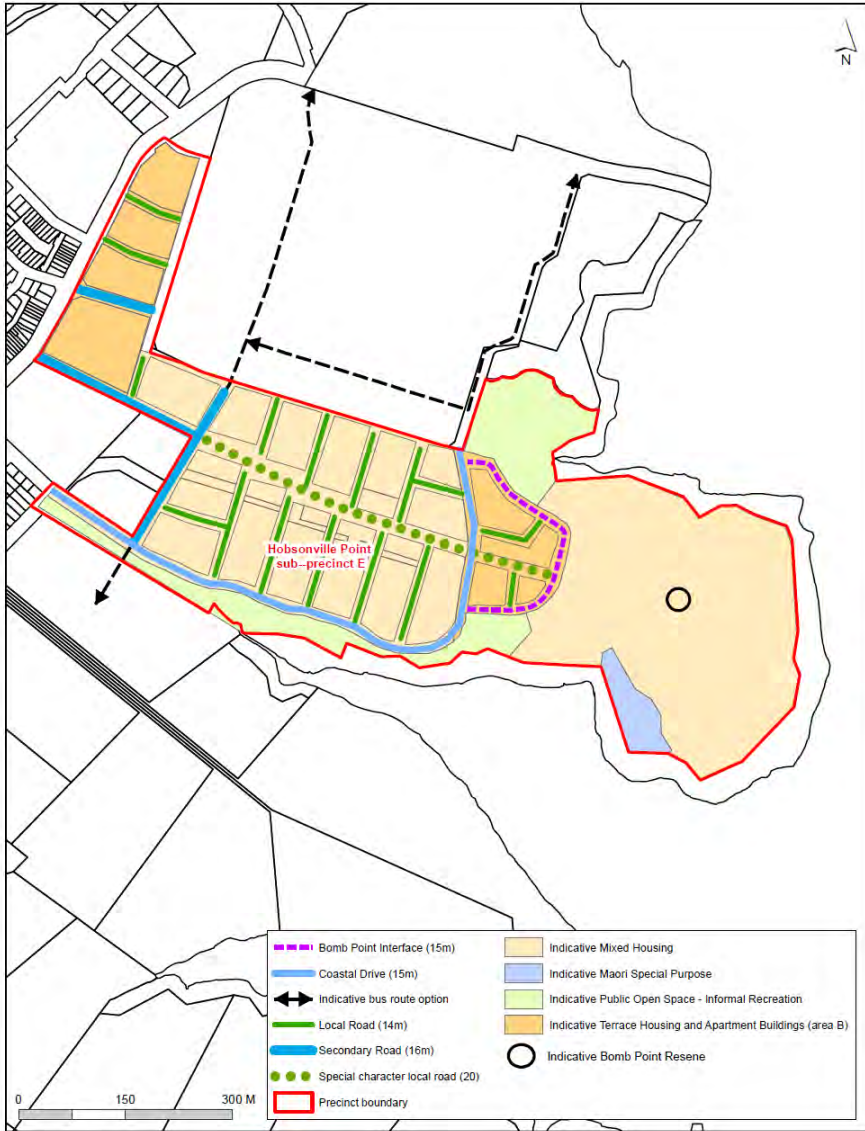 N
Hobsonville Point
sub--precinct E
Bomb Point Interface (15m)
Coastal Drive (15m)
Indicative bus route option
Local Road (14m)
Secondary Road (16m)
Special character local road (20)
Precinct boundary
Indicative Mixed Housing
Indicative Maori Special Purpose
Indicative Public Open Space - Informal Recreation
Indicative Terrace Housing and Apartment Buildings (area B)
Indicative Bomb Point Resene
0 150 300 M